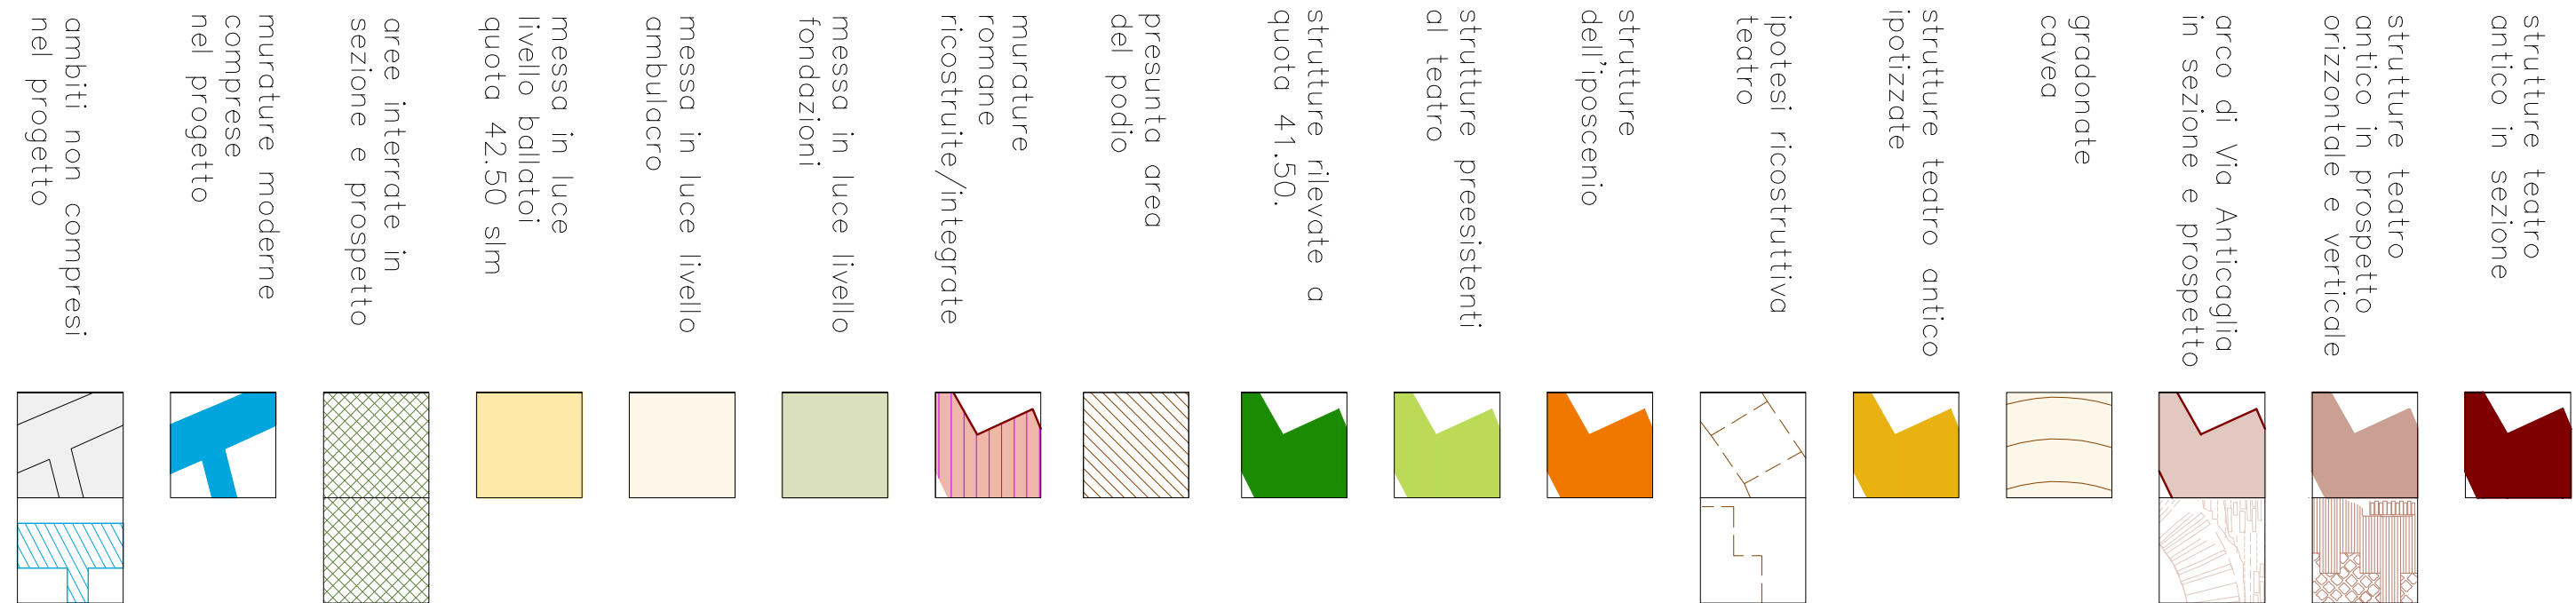 strutture teatro
antico in sezione
strutture teatro
antico in prospetto
orizzontale e verticale
arco di Via Anticaglia
in sezione e prospetto
gradonate
cavea
strutture teatro antico
ipotizzate
ipotesi ricostruttiva
teatro
strutture
dell'iposcenio
strutture preesistenti
al teatro
strutture rilevate a
quota 41.50.
presunta area
del podio
murature
romane
ricostruite/integrate
messa in luce livello
fondazioni
messa in luce livello
ambulacro
messa in luce
livello ballatoi
quota 42.50 slm
aree interrate in
sezione e prospetto
murature moderne
comprese
nel progetto
ambiti non compresi
nel progetto